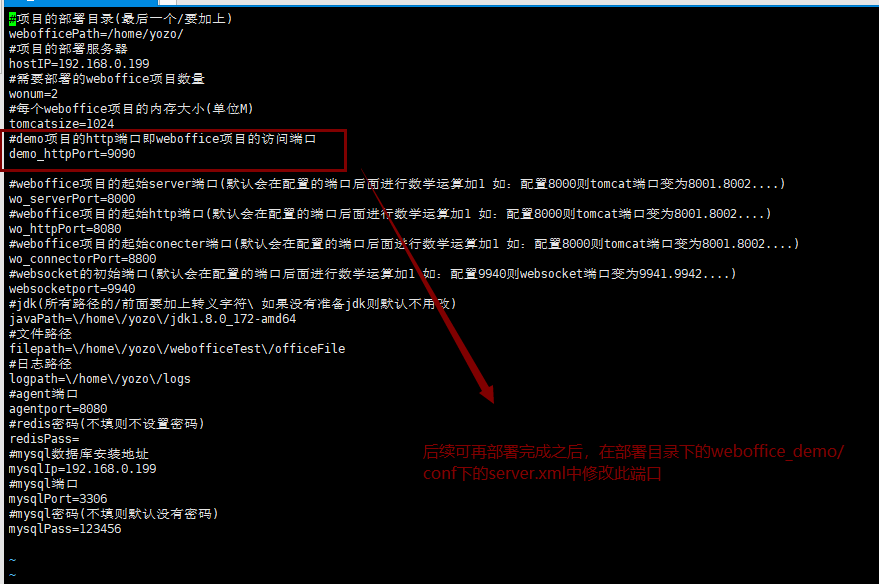 #项目的部署目录(最后一个/要加上)
webofficePath=/home/yozo/
#项目的部署服务器
hostIP=192.168.0.199
#需要部署的weboffice项目数量
wonum=2
#每个weboffice项目的内存大小(单位M)
tomcatsize=1024
#demo项目的http端口即weboffice项目的访问端口
demo_httpPort=9090
#weboffice项目的起始server端口(默认会在配置的端口后面进行数学运算加1 如：配置8000则tomcat端口变为8001.8002....)
wo_serverPort=8000
#weboffice项目的起始http端口(默认会在配置的端口后面进行数学运算加1 如：配置8000则tomcat端口变为8001.8002....)
wo_httpPort=8080
#weboffice项目的起始conecter端口(默认会在配置的端口后面进行数学运算加1 如：配置8000则tomcat端口变为8001.8002....)
wo_connectorPort=8800
#websocket的初始端口(默认会在配置的端口后面进行数学运算加1 如：配置9940则websocket端口变为9941.9942....)
websocketport=9940
#jdk(所有路径的/前面要加上转义字符\ 如果没有准备jdk则默认不用改)
javaPath=\/home\/yozo\/jdk1.8.0_172-amd64
#文件路径
filepath=\/home\/yozo\/webofficeTest\/officeFile
#日志路径
logpath=\/home\/yozo\/logs
#agent端口
agentport=8080
#redis密码(不填则不设置密码)
redisPass=
#mysql数据库安装地址
mysqlIp=192.168.0.199
#mysql端口
mysqlPort=3306
#mysql密码(不填则默认没有密码)
mysqlPass=123456
~
~
后续可再部署完成之后，在部署目录下的weboffice_demo/
conf下的server.xml中修改此端口